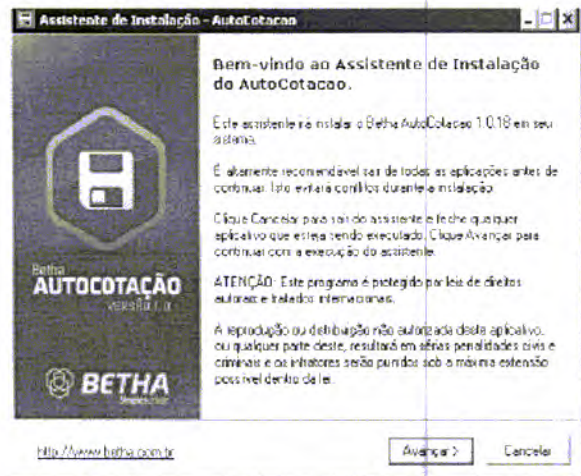 Assistente de Instalação - AutoCotacao
Bem-vindo ao Assistente de Instalação
do AutoCotacao.
Este assistente irá instalar o Betha AutoCotacao 1.0.18 em seu
sistema.
É altamente recomendável sair de todas as aplicações antes de
continuar. Isto evitará conflitos durante a instalação.
Clique Cancelar para sair do assistente e feche qualquer
aplicativo que esteja sendo executado. Clique Avançar para
continuar com a execução do assistente.
ATENÇÃO: Este programa é protegido por leis de direitos
autorais e tratados internacionais.
A reprodução ou distribuição não autorizada deste aplicativo,
ou qualquer parte deste, resultará em sérias penalidades civis e
criminais e os infratores serão punidos sob a máxima extensão
possível dentro da lei.
Betha
AUTOCOTAÇÃO
VERSÃO 1.0
BETHA
http://www.betha.com.br
Avançar >
Cancelar